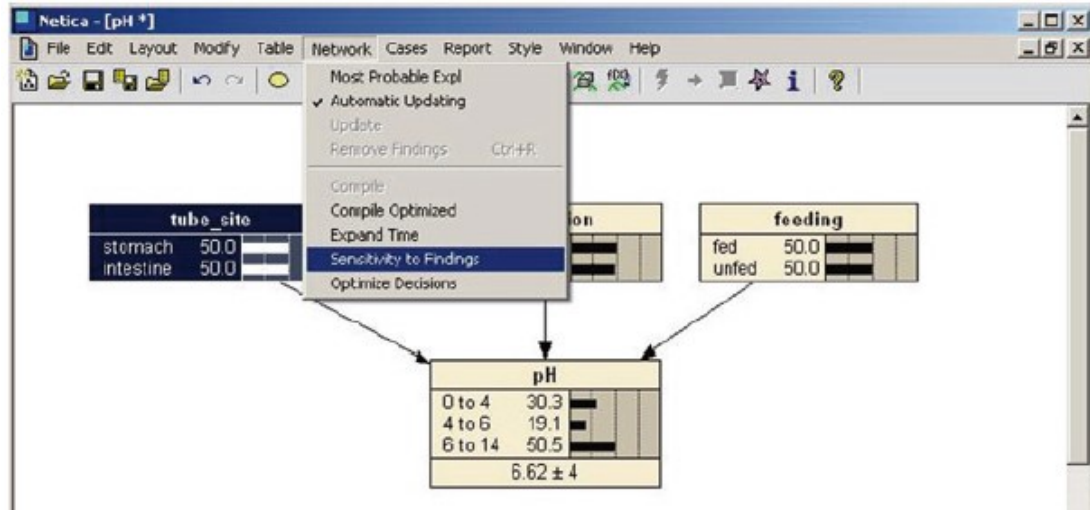 Netica - [pH *]
File Edit Layout Modify Table Network Cases Report Style Window Help
Most Probable Expl
✓ Automatic Updating
Update
Remove Findings Ctrl+R
Compile
Compile Optimized
Expand Time
Sensitivity to Findings
Optimize Decisions
tube_site
stomach 50.0
intestine 50.0
ion
feeding
fed 50.0
unfed 50.0
pH
0 to 4 30.3
4 to 6 19.1
6 to 14 50.5
6.62 ± 4